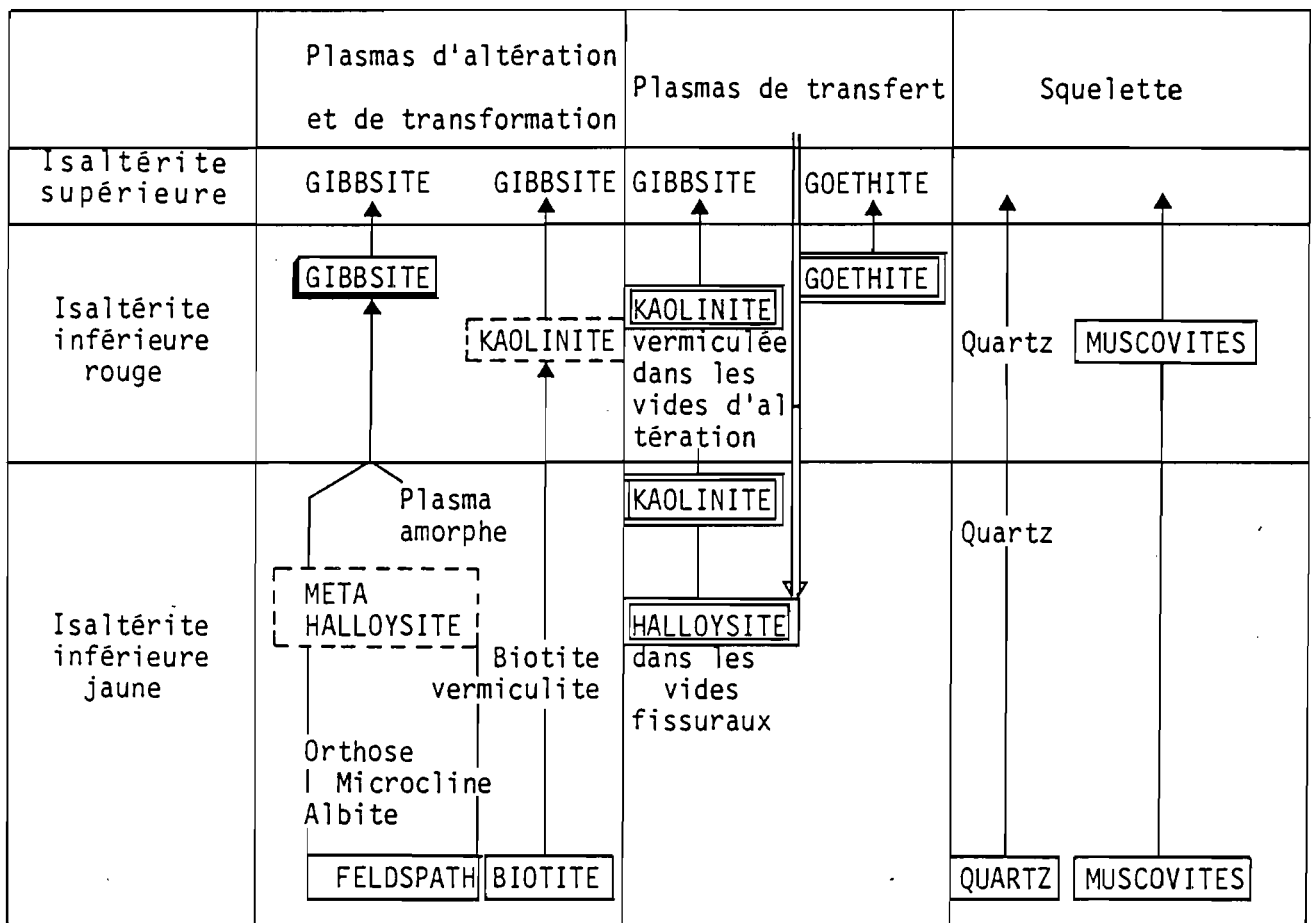 Plasmas d'altération
et de transformation
Plasmas de transfert
Squelette
Isaltérite
supérieure
GIBBSITE
GIBBSITE
GIBBSITE
GOETHITE
Isaltérite
inférieure
rouge
GIBBSITE
KAOLINITE
KAOLINITE
vermiculée
dans les
vides d'al
tération
GOETHITE
Quartz
MUSCOVITES
Isaltérite
inférieure
jaune
Plasma
amorphe
META
HALLOYSITE
Biotite
vermiculite
Orthose
Microcline
Albite
FELDSPATH
BIOTITE
KAOLINITE
HALLOYSITE
dans les
vides
fissuraux
Quartz
QUARTZ
MUSCOVITES